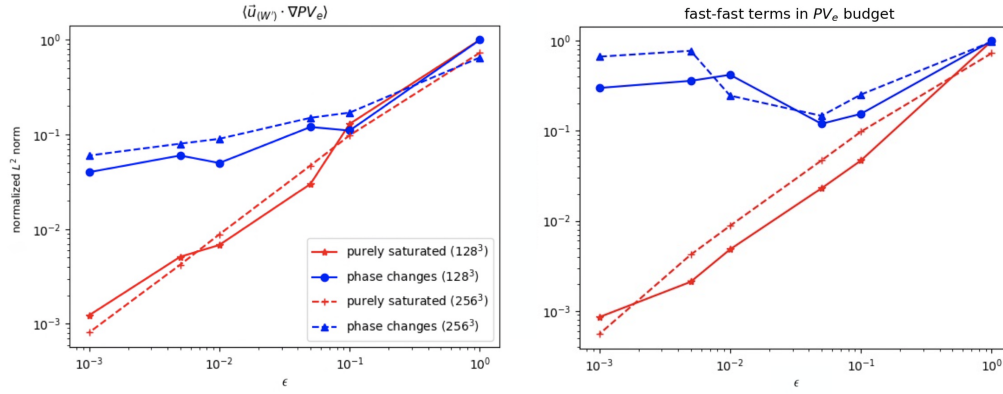 ⟨u⃗_(W') · ∇PV_e⟩
normalized L² norm
10⁰
10⁻¹
10⁻²
10⁻³
purely saturated (128³)
phase changes (128³)
purely saturated (256³)
phase changes (256³)
10⁻³
10⁻²
10⁻¹
10⁰
ϵ
fast-fast terms in PV_e budget
10⁰
10⁻¹
10⁻²
10⁻³
10⁻³
10⁻²
10⁻¹
10⁰
ϵ